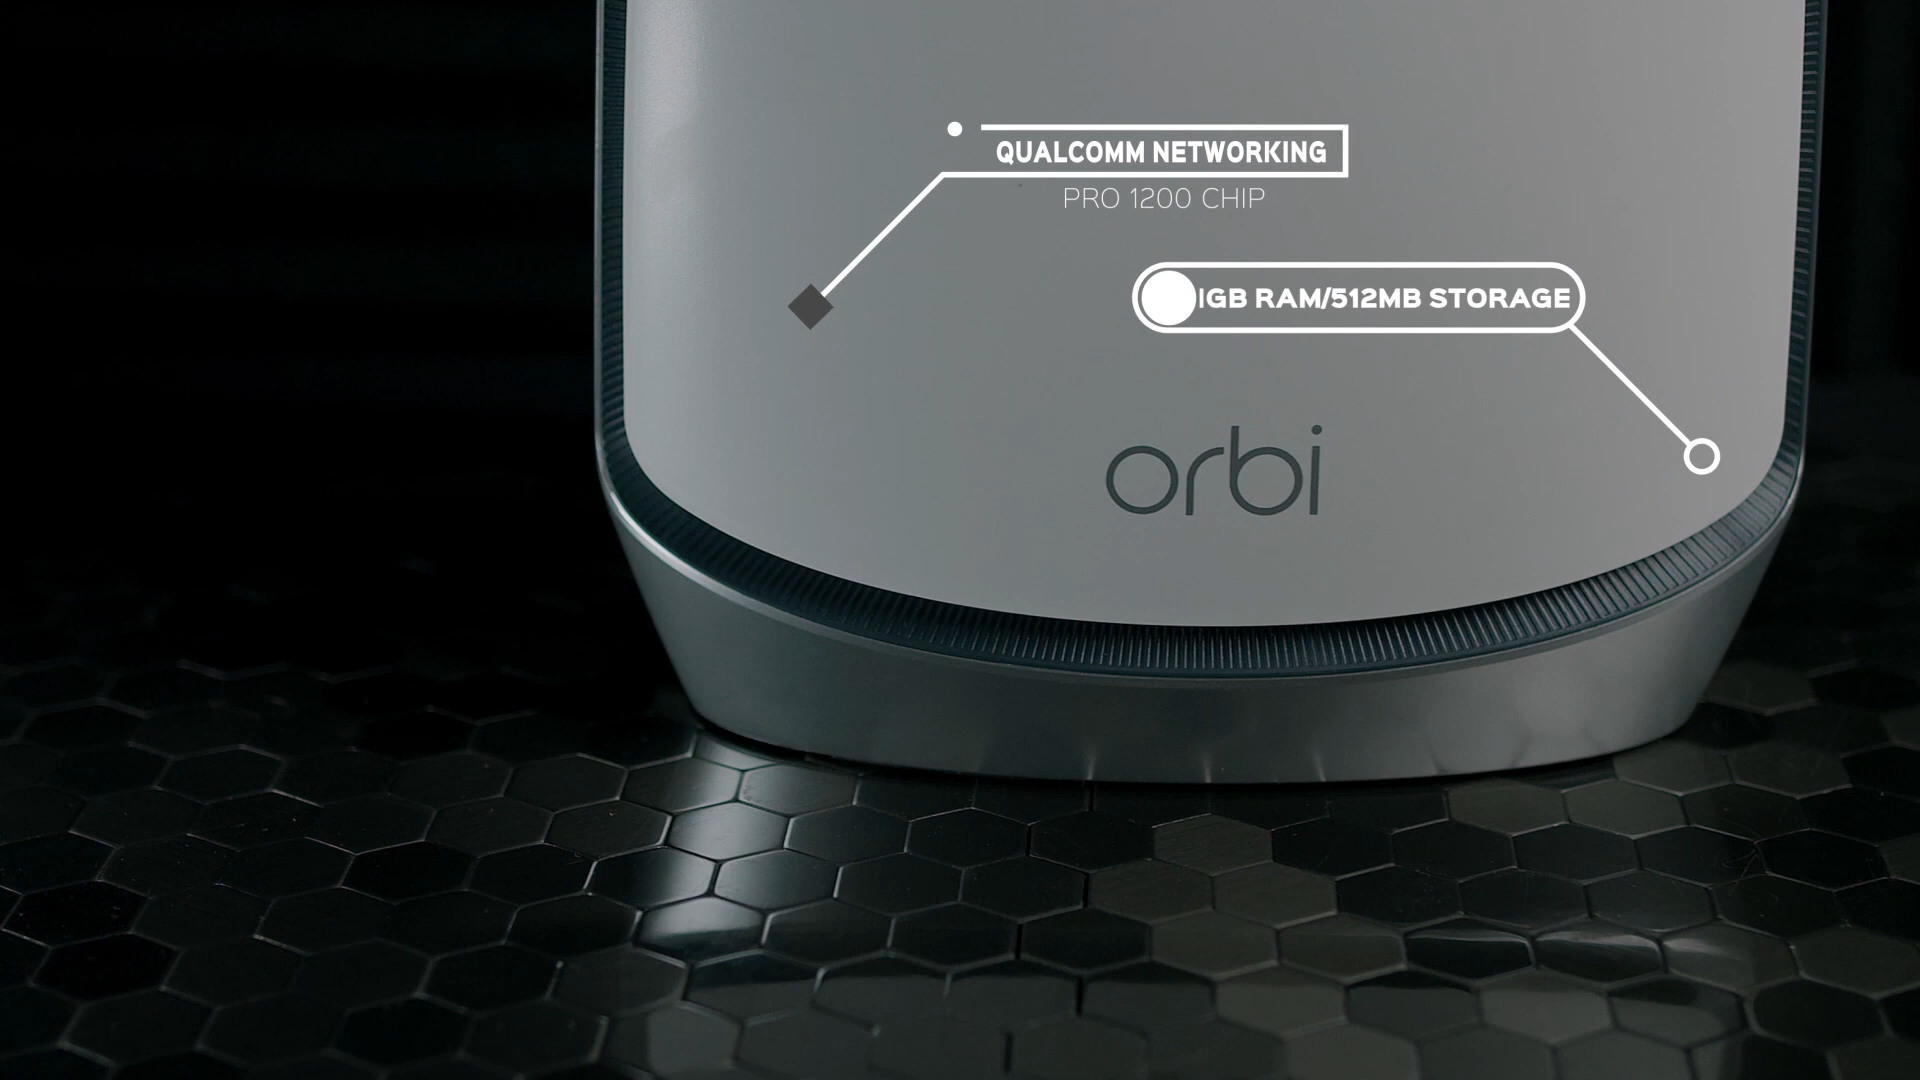 QUALCOMM NETWORKING
PRO 1200 CHIP
1GB RAM/512MB STORAGE
orbi